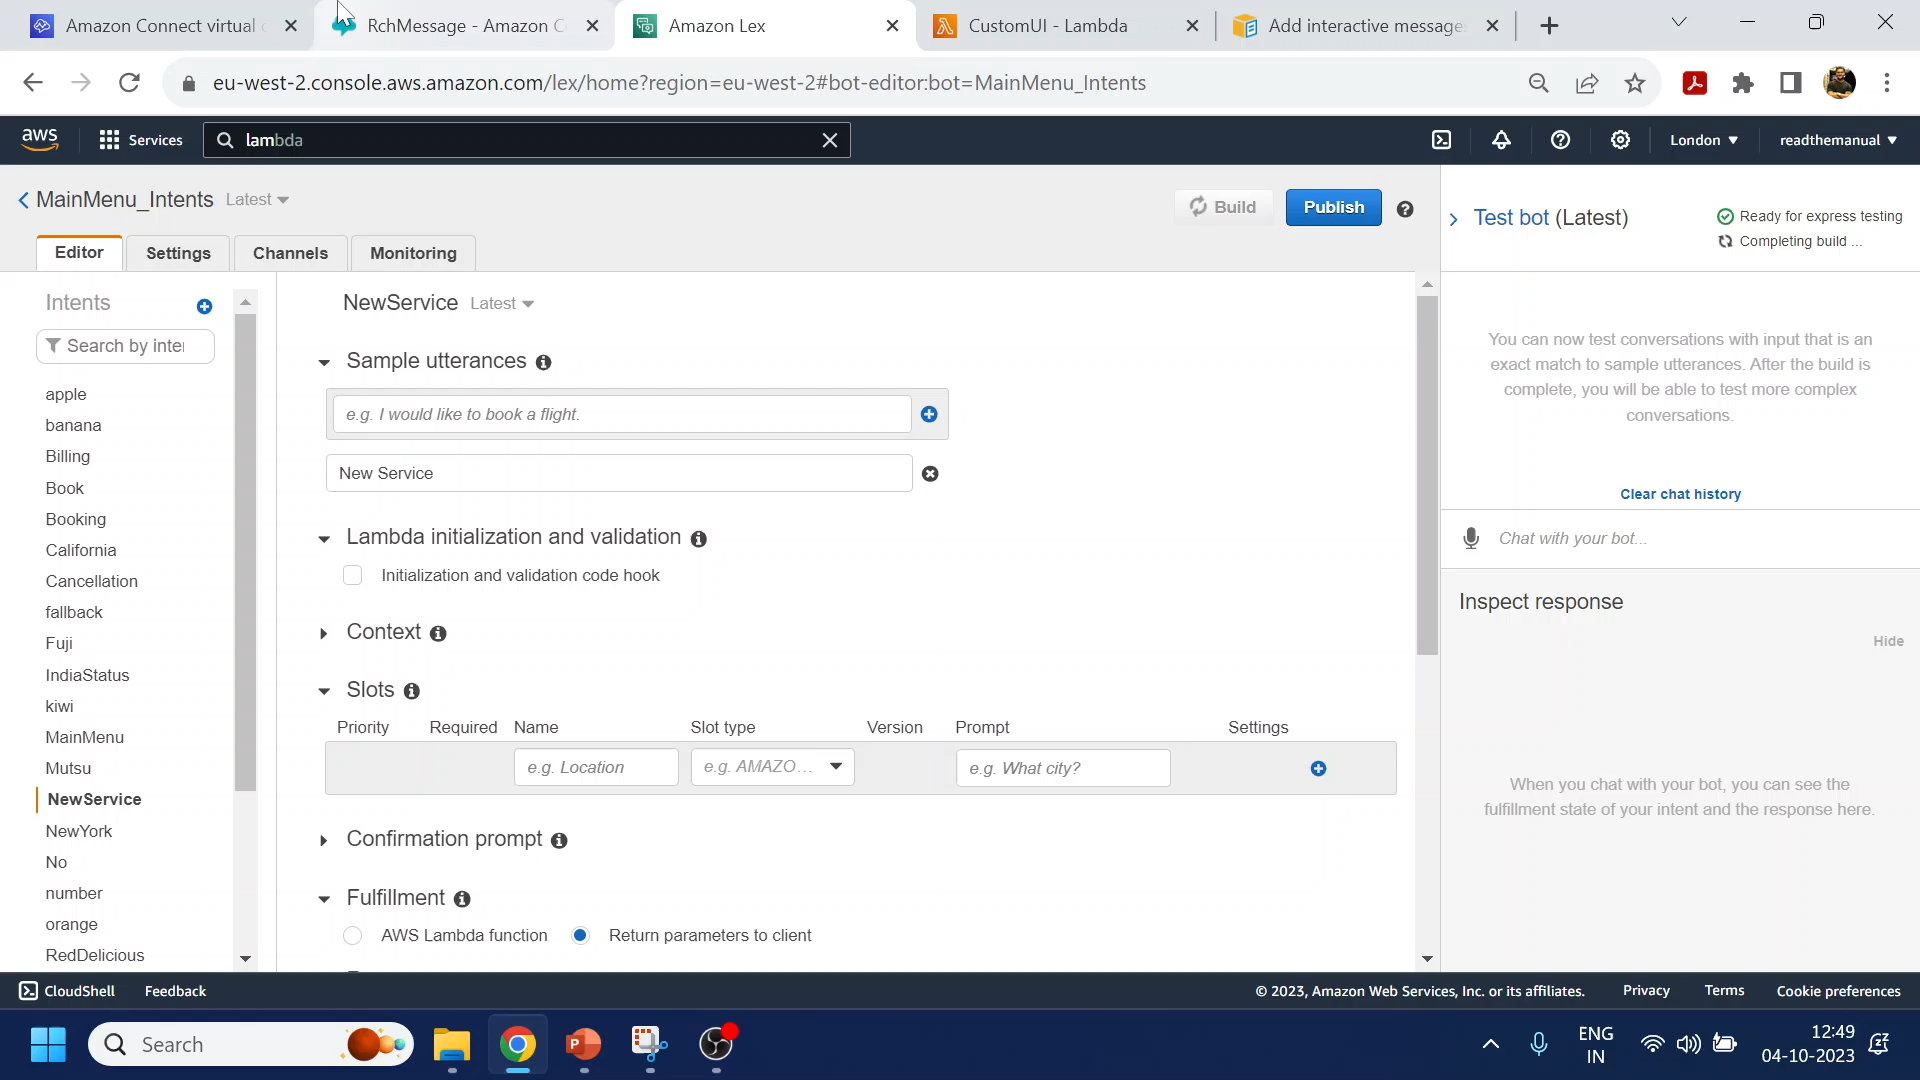 Amazon Connect virtual c
RchMessage - Amazon C
Amazon Lex
CustomUI - Lambda
Add interactive message
eu-west-2.console.aws.amazon.com/lex/home?region=eu-west-2#bot-editor:bot=MainMenu_Intents
aws
Services
lambda
London
readthemanual
MainMenu_Intents Latest
Build
Publish
Test bot (Latest)
Ready for express testing
Completing build ...
Editor
Settings
Channels
Monitoring
Intents
Search by inter
apple
banana
Billing
Book
Booking
California
Cancellation
fallback
Fuji
IndiaStatus
kiwi
MainMenu
Mutsu
NewService
NewYork
No
number
orange
RedDelicious
NewService Latest
Sample utterances
e.g. I would like to book a flight.
New Service
Lambda initialization and validation
Initialization and validation code hook
Context
Slots
Priority Required Name Slot type Version Prompt Settings
e.g. Location e.g. AMAZO... e.g. What city?
Confirmation prompt
Fulfillment
AWS Lambda function Return parameters to client
You can now test conversations with input that is an
exact match to sample utterances. After the build is
complete, you will be able to test more complex
conversations.
Clear chat history
Chat with your bot...
Inspect response
Hide
When you chat with your bot, you can see the
fulfillment state of your intent and the response here.
CloudShell
Feedback
© 2023, Amazon Web Services, Inc. or its affiliates.
Privacy
Terms
Cookie preferences
Search
P
ENG
IN
12:49
04-10-2023